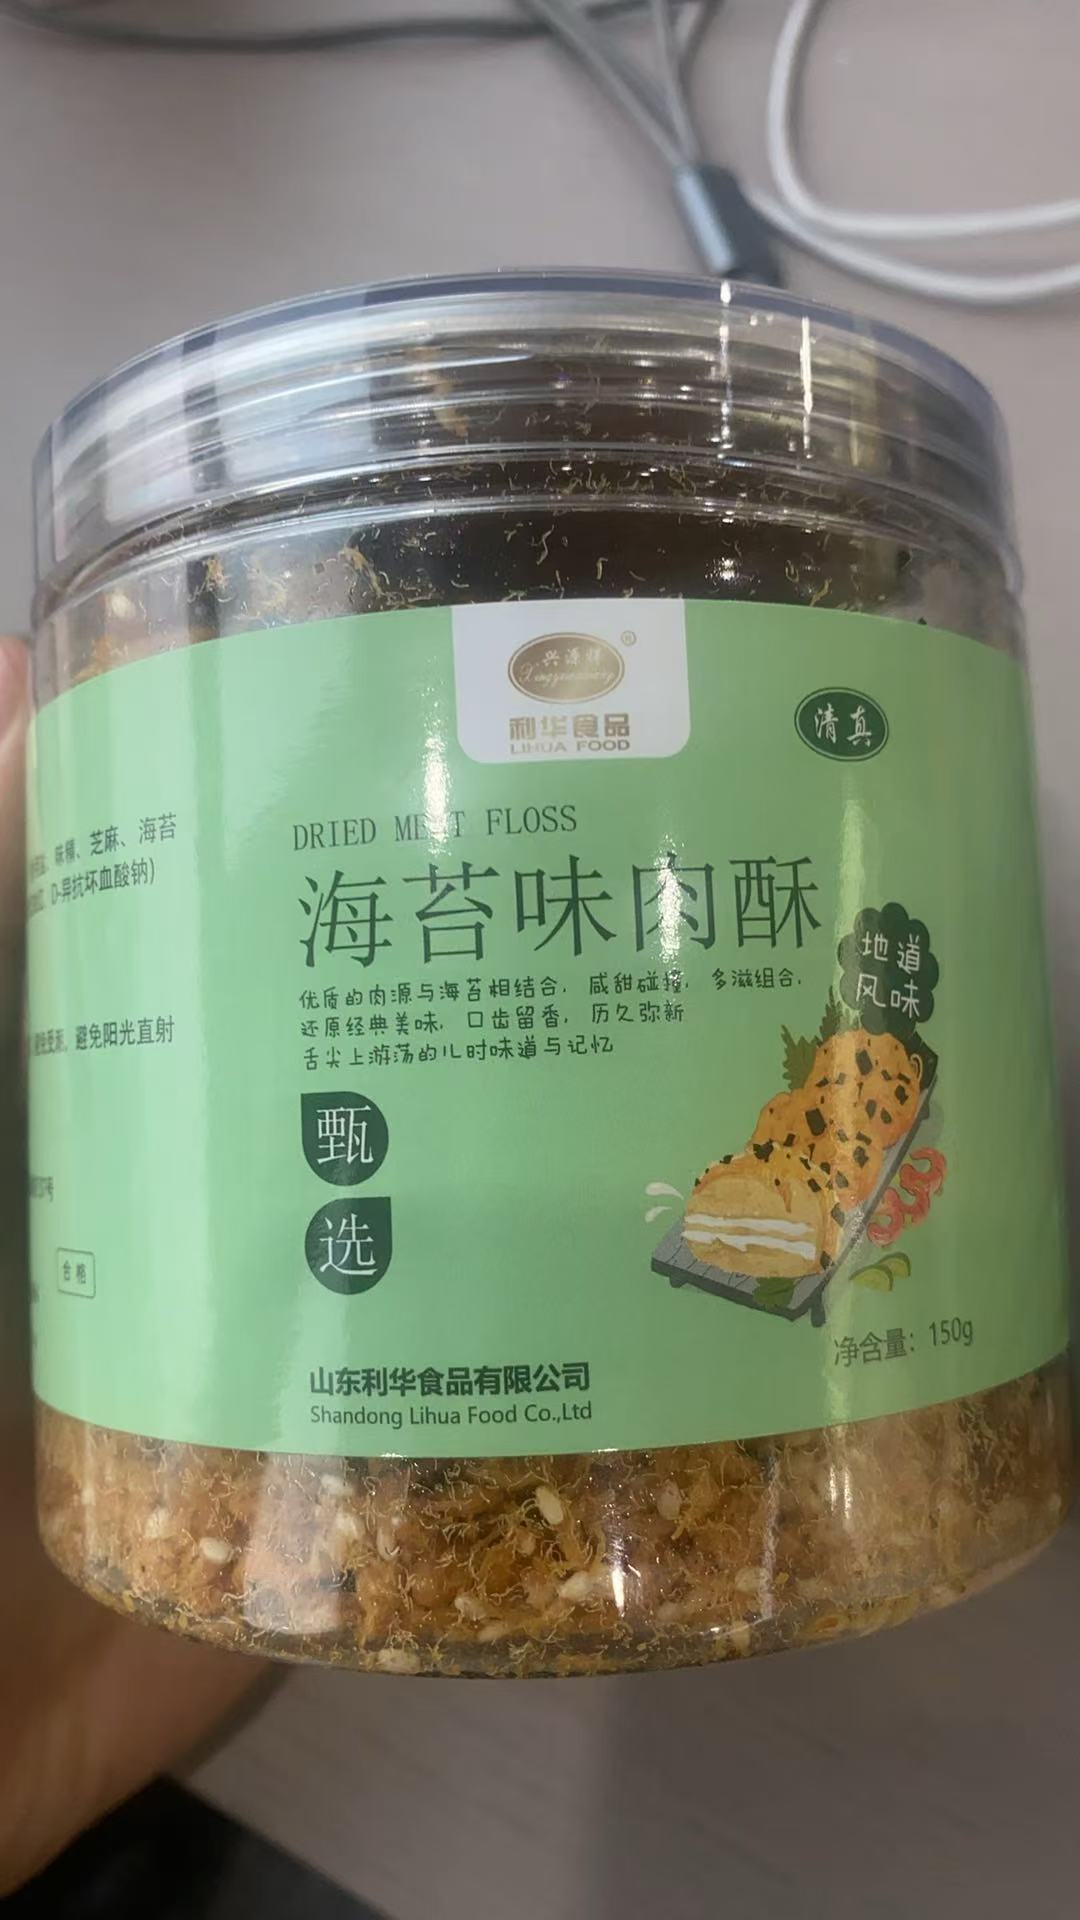 兴源祥
®
利华食品
LIHUA FOOD
清真
DRIED MEAT FLOSS
海苔味肉酥
优质的肉源与海苔相结合，咸甜碰撞，多滋组合，
还原经典美味，口齿留香，历久弥新
舌尖上游荡的儿时味道与记忆
地道
风味
甄
选
净含量：150g
山东利华食品有限公司
Shandong Lihua Food Co.,Ltd
、芝麻、海苔
D-异抗坏血酸钠)
避免阳光直射
号
合格